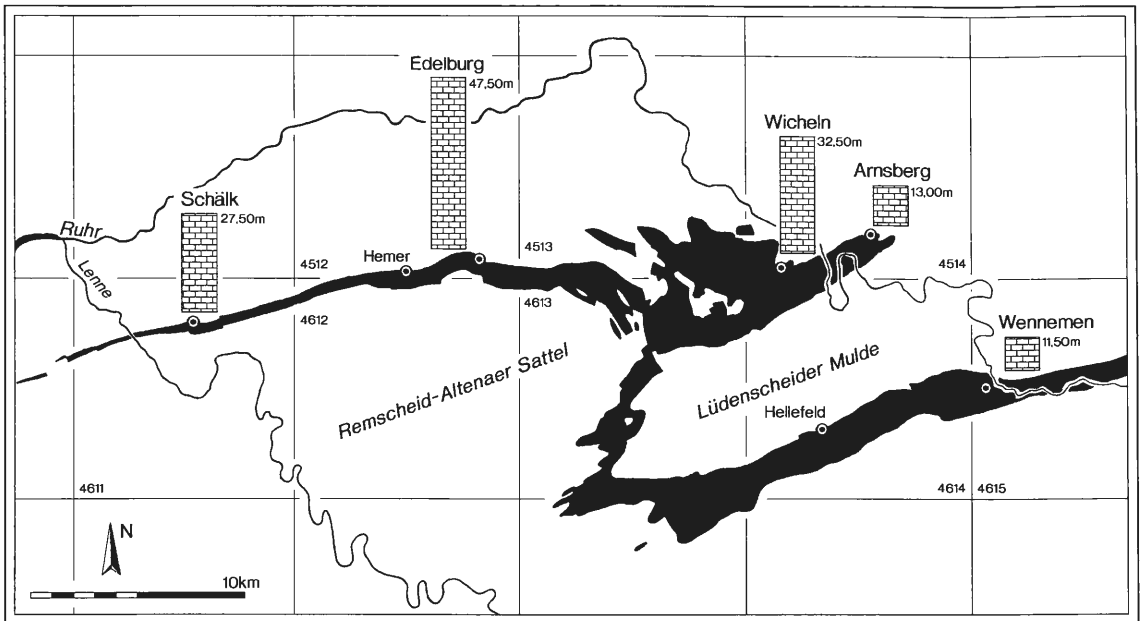 Edelburg
47,50m
Wicheln
32,50m
Arnsberg
13,00m
Schälk
27,50m
Ruhr
Lenne
Hemer
4513
4512
4514
4612
4613
Wennemen
11,50m
Remscheid-Altenaer Sattel
Lüdenscheider Mulde
Hellefeld
4611
4614
4615
N
10km